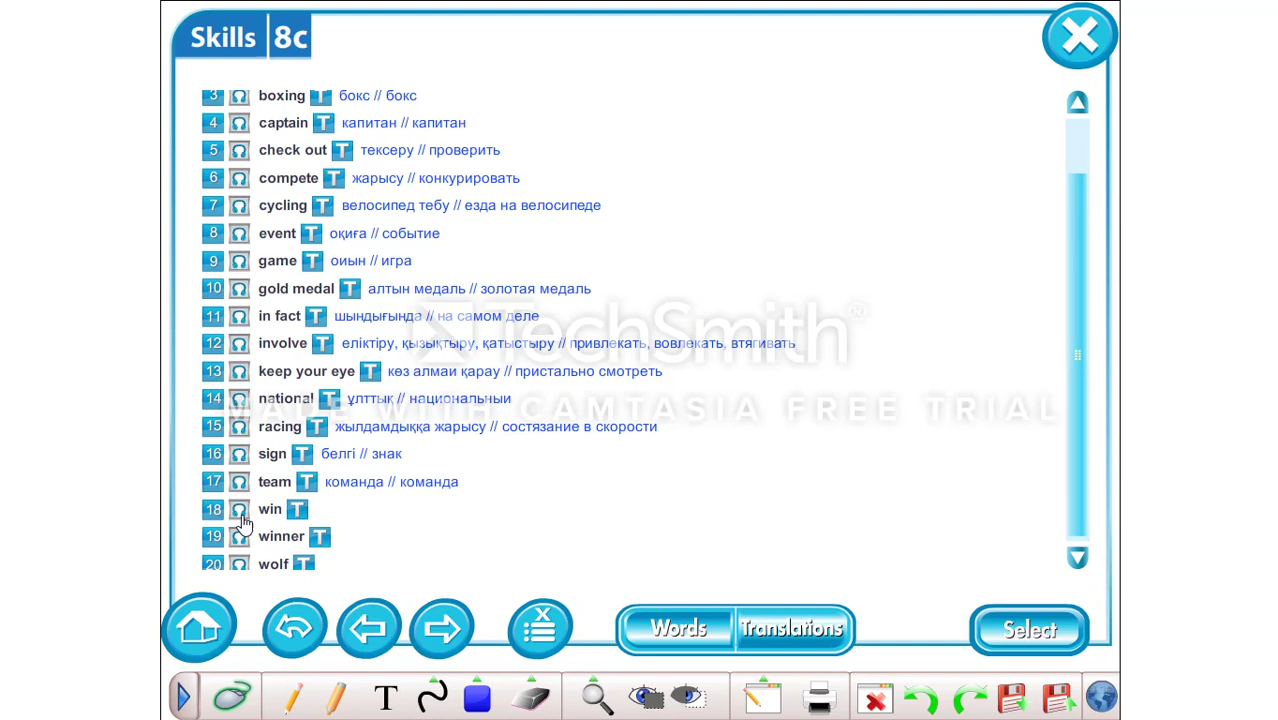 Skills 8c
3 boxing T бокс // бокс
4 captain T капитан // капитан
5 check out T тексеру // проверить
6 compete T жарысу // конкурировать
7 cycling T велосипед тебу // езда на велосипеде
8 event T оқиға // событие
9 game T оиын // игра
10 gold medal T алтын медаль // золотая медаль
11 in fact T шындығында // на самом деле
12 involve T еліктіру, қызықтыру, қатыстыру // привлекать, вовлекать, втягивать
13 keep your eye T көз алмаи қарау // пристально смотреть
14 national T ұлттық // национальныи
15 racing T жылдамдыққа жарысу // состязание в скорости
16 sign T белгі // знак
17 team T команда // команда
18 win T
19 winner T
20 wolf T
TechSmith®
MADE WITH CAMTASIA FREE TRIAL
Words Translations Select
T